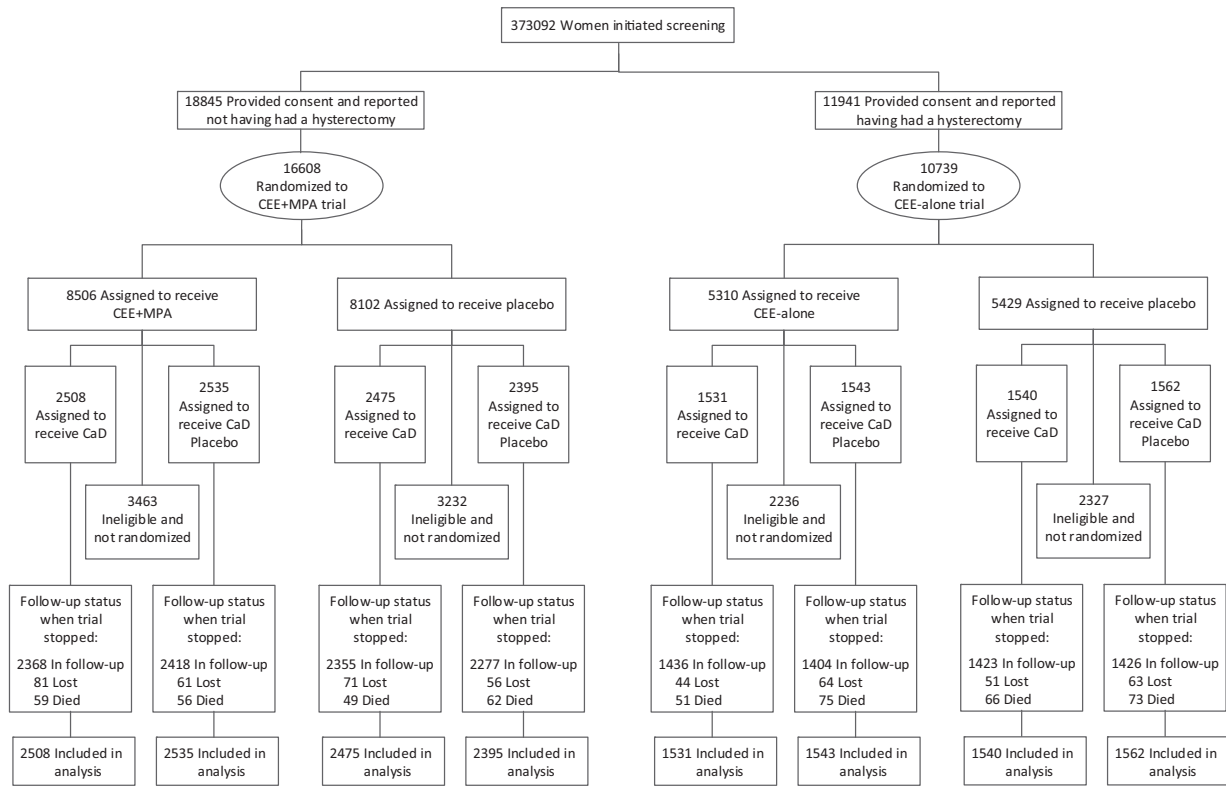 373092 Women initiated screening
18845 Provided consent and reported
not having had a hysterectomy
11941 Provided consent and reported
having had a hysterectomy
16608
Randomized to
CEE+MPA trial
10739
Randomized to
CEE-alone trial
8506 Assigned to receive
CEE+MPA
8102 Assigned to receive placebo
5310 Assigned to receive
CEE-alone
5429 Assigned to receive placebo
2508
Assigned to
receive CaD
2535
Assigned to
receive CaD
Placebo
2475
Assigned to
receive CaD
2395
Assigned to
receive CaD
Placebo
1531
Assigned to
receive CaD
1543
Assigned to
receive CaD
Placebo
1540
Assigned to
receive CaD
1562
Assigned to
receive CaD
Placebo
3463
Ineligible and
not randomized
3232
Ineligible and
not randomized
2236
Ineligible and
not randomized
2327
Ineligible and
not randomized
Follow-up status
when trial
stopped:
2368 In follow-up
81 Lost
59 Died
Follow-up status
when trial
stopped:
2418 In follow-up
61 Lost
56 Died
Follow-up status
when trial
stopped:
2355 In follow-up
71 Lost
49 Died
Follow-up status
when trial
stopped:
2277 In follow-up
56 Lost
62 Died
Follow-up status
when trial
stopped:
1436 In follow-up
44 Lost
51 Died
Follow-up status
when trial
stopped:
1404 In follow-up
64 Lost
75 Died
Follow-up status
when trial
stopped:
1423 In follow-up
51 Lost
66 Died
Follow-up status
when trial
stopped:
1426 In follow-up
63 Lost
73 Died
2508 Included in
analysis
2535 Included in
analysis
2475 Included in
analysis
2395 Included in
analysis
1531 Included in
analysis
1543 Included in
analysis
1540 Included in
analysis
1562 Included in
analysis